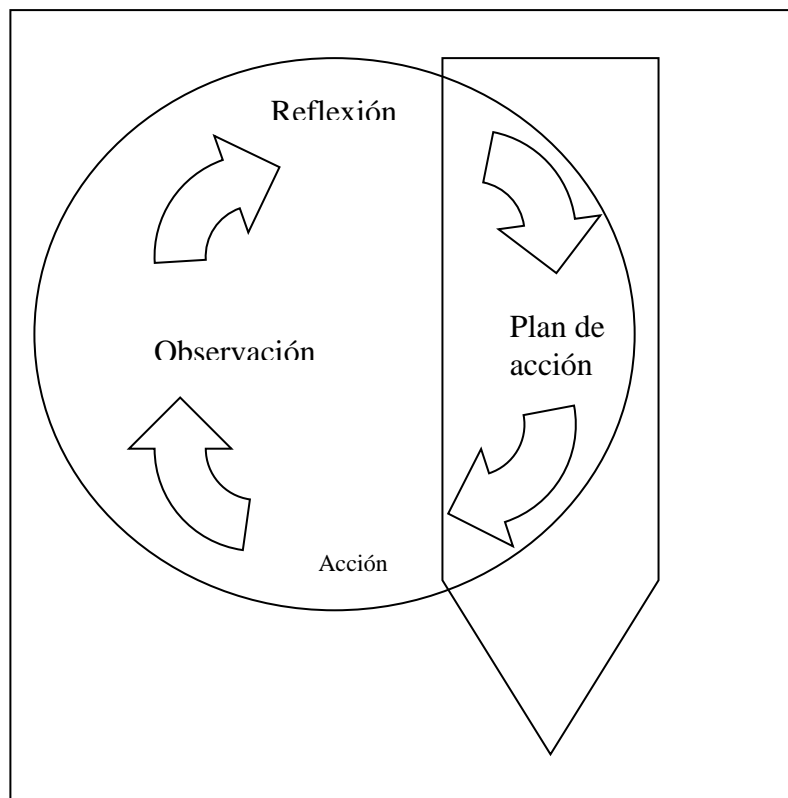 Reflexión
Plan de
acción
Observación
Acción